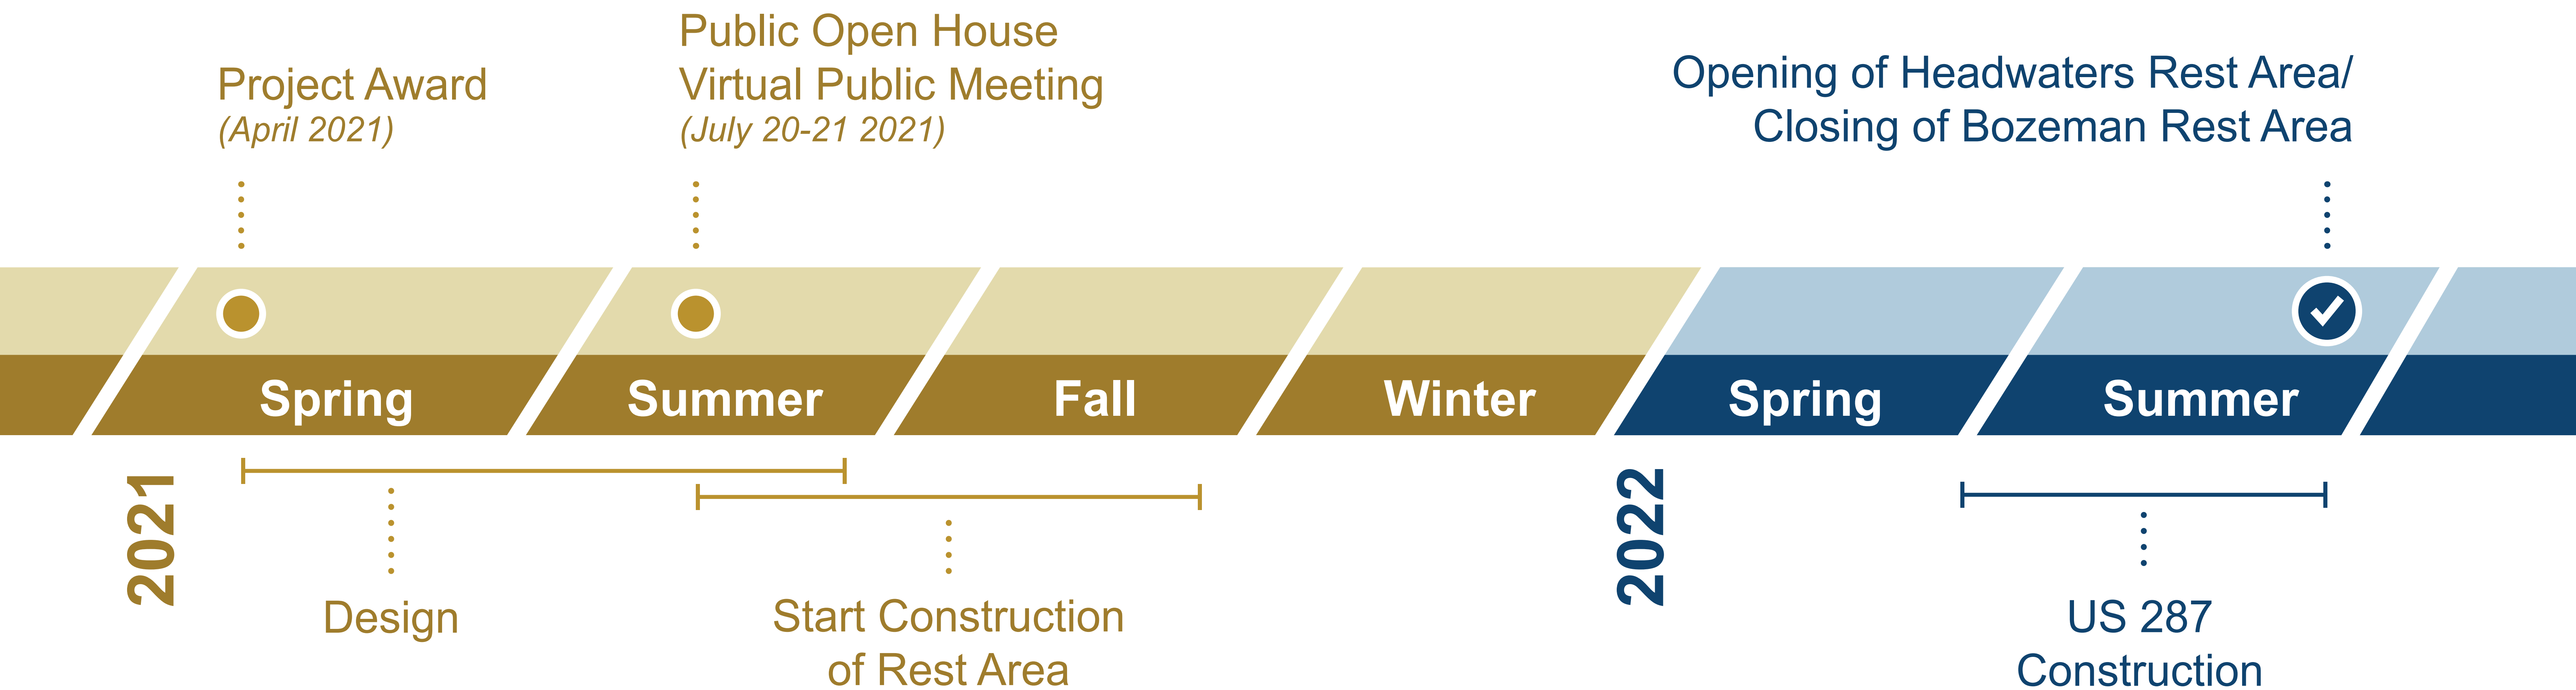 Project Award
(April 2021)
Public Open House
Virtual Public Meeting
(July 20-21 2021)
Opening of Headwaters Rest Area/
Closing of Bozeman Rest Area
Spring
Summer
Fall
Winter
Spring
Summer
2021
2022
Design
Start Construction
of Rest Area
US 287
Construction